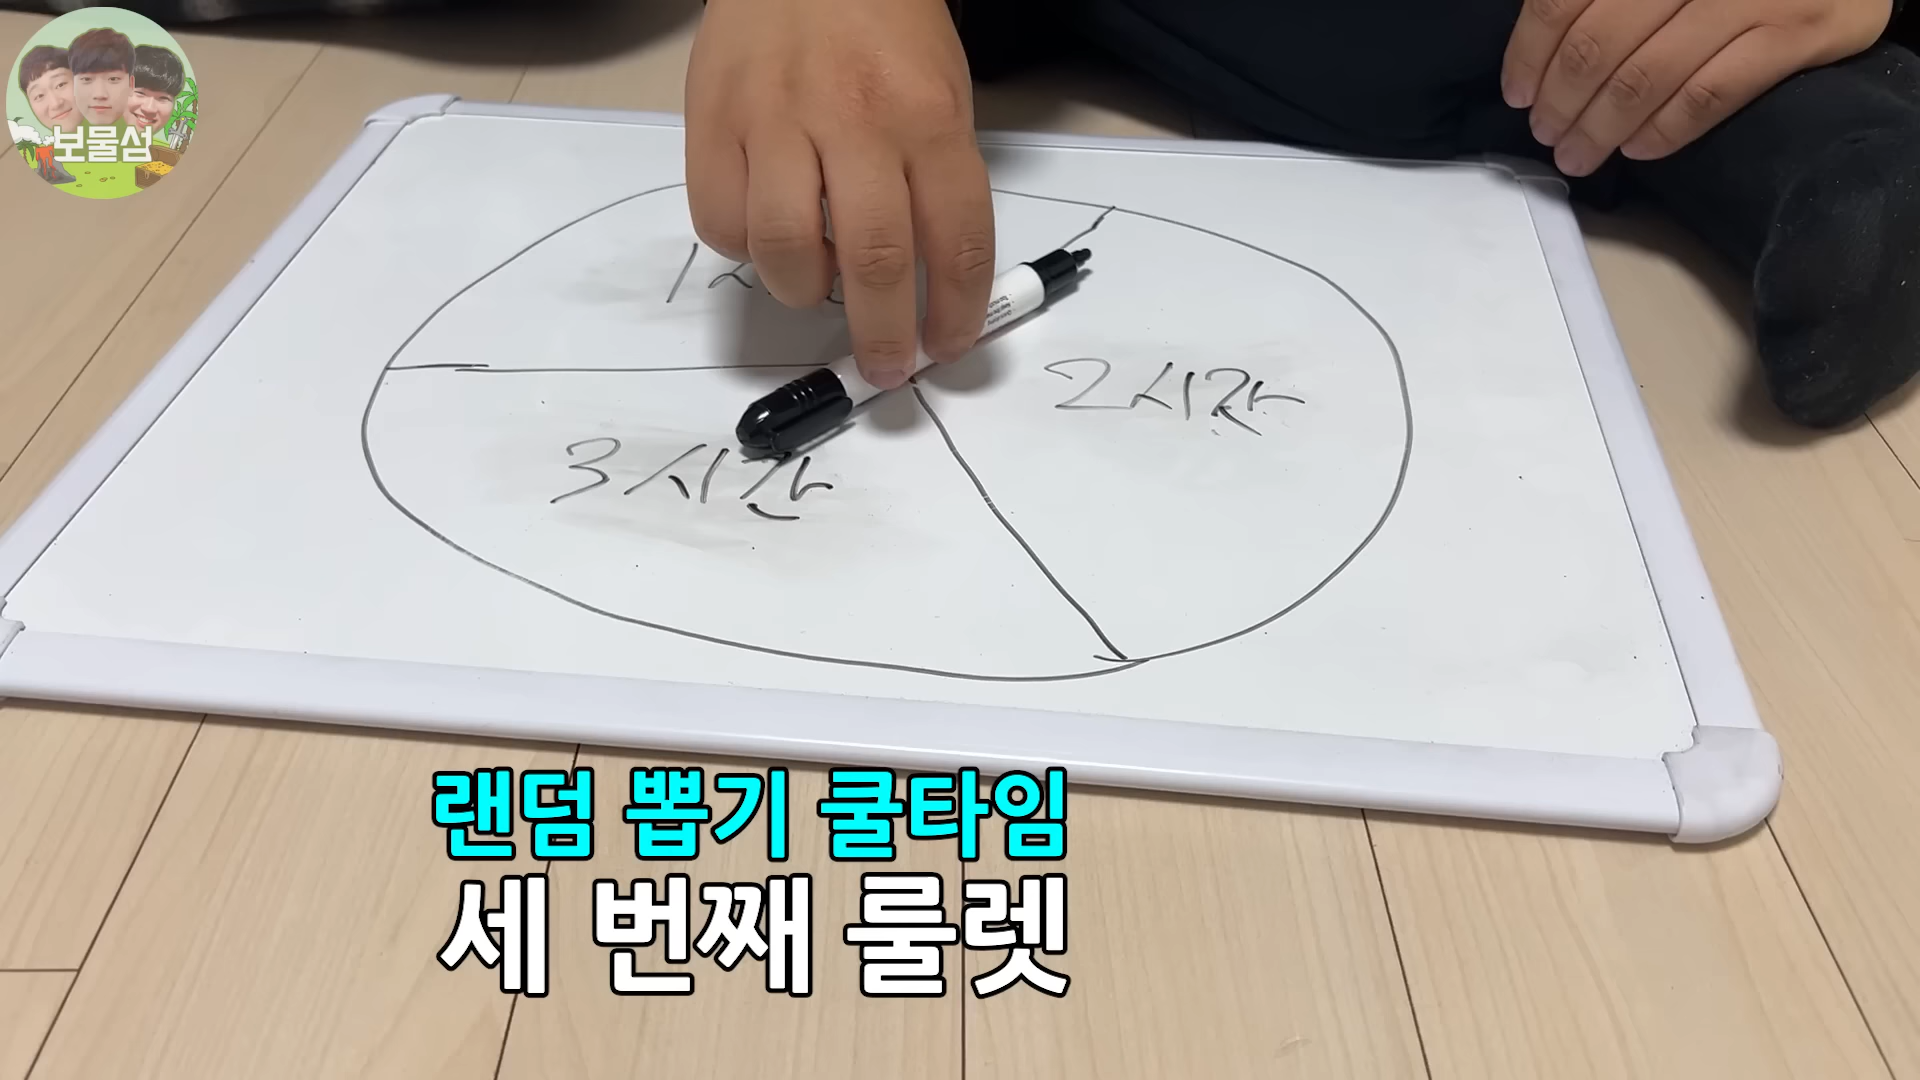 보물섬
2시간
3시간
랜덤 뽑기 쿨타임
세 번째 룰렛